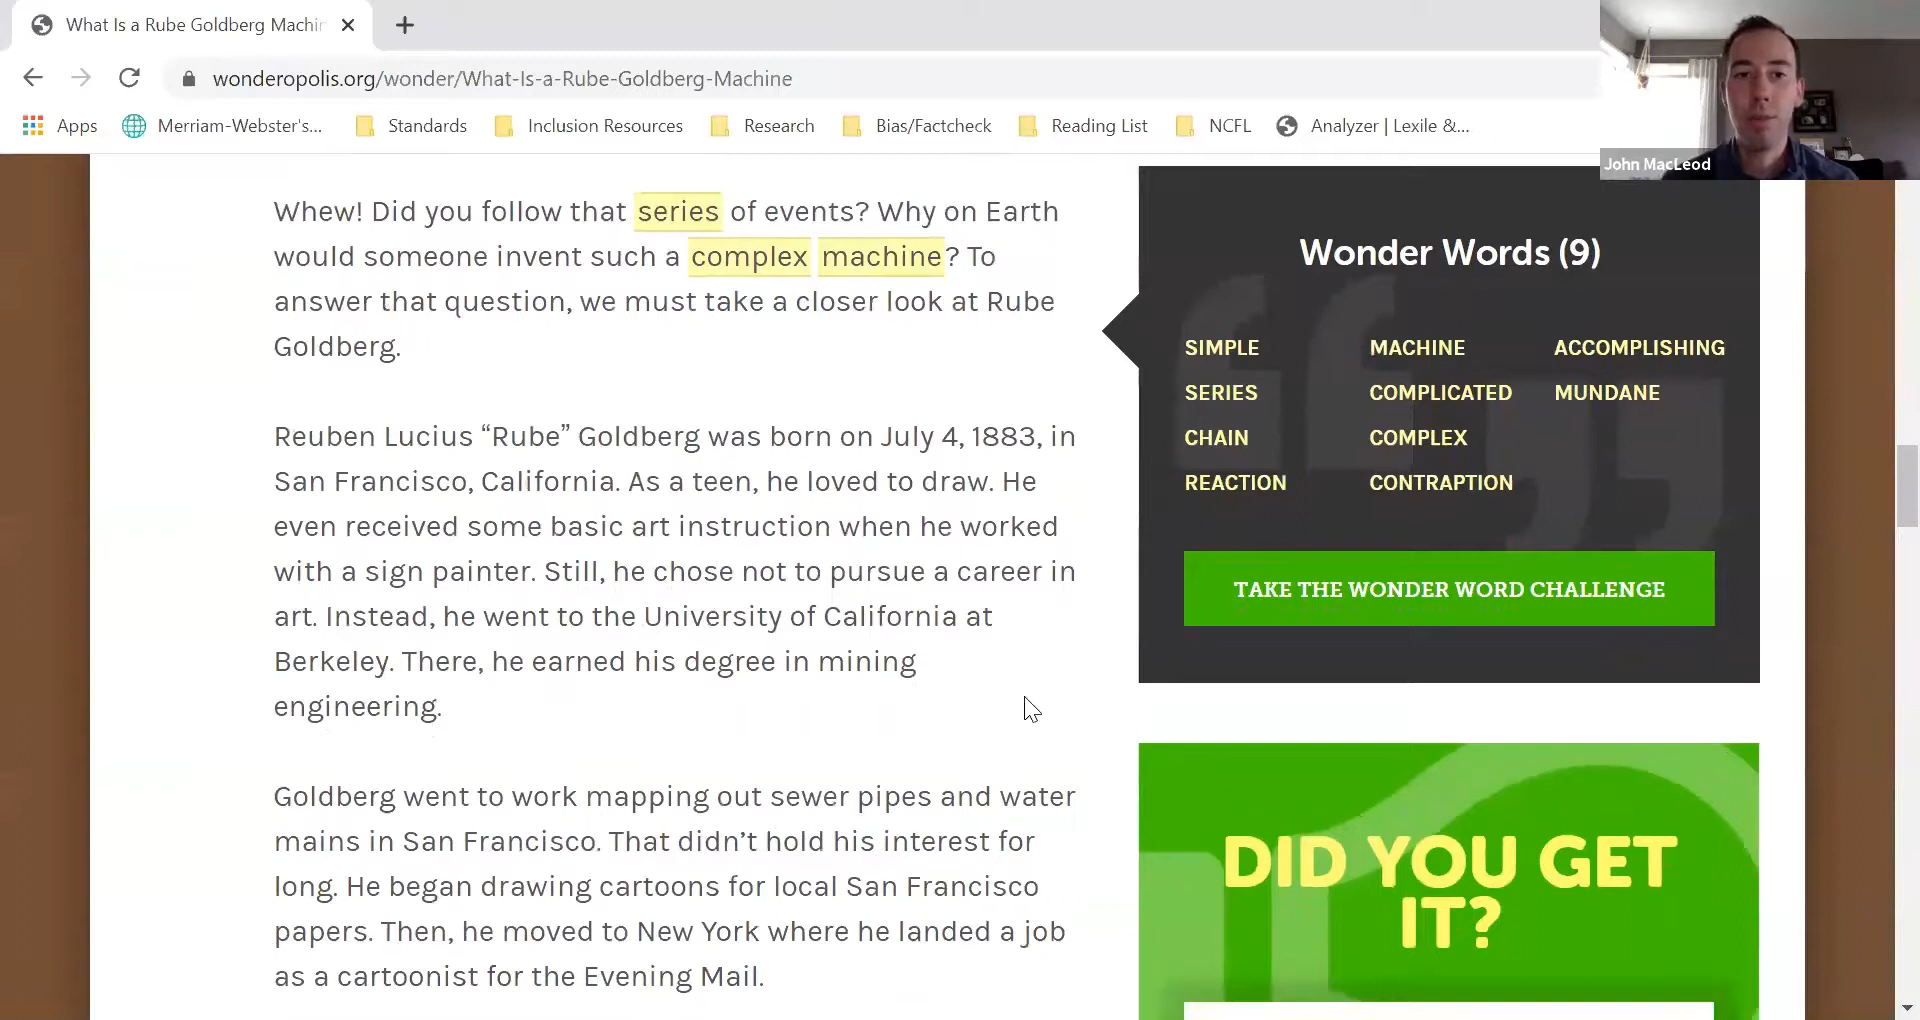 What Is a Rube Goldberg Machin
wonderopolis.org/wonder/What-Is-a-Rube-Goldberg-Machine
Apps
Merriam-Webster's...
Standards
Inclusion Resources
Research
Bias/Factcheck
Reading List
NCFL
Analyzer | Lexile &...
John MacLeod
Whew! Did you follow that series of events? Why on Earth
would someone invent such a complex machine? To
answer that question, we must take a closer look at Rube
Goldberg.
Reuben Lucius “Rube” Goldberg was born on July 4, 1883, in
San Francisco, California. As a teen, he loved to draw. He
even received some basic art instruction when he worked
with a sign painter. Still, he chose not to pursue a career in
art. Instead, he went to the University of California at
Berkeley. There, he earned his degree in mining
engineering.
Goldberg went to work mapping out sewer pipes and water
mains in San Francisco. That didn’t hold his interest for
long. He began drawing cartoons for local San Francisco
papers. Then, he moved to New York where he landed a job
as a cartoonist for the Evening Mail.
Wonder Words (9)
SIMPLE MACHINE ACCOMPLISHING
SERIES COMPLICATED MUNDANE
CHAIN COMPLEX
REACTION CONTRAPTION
TAKE THE WONDER WORD CHALLENGE
DID YOU GET
IT?